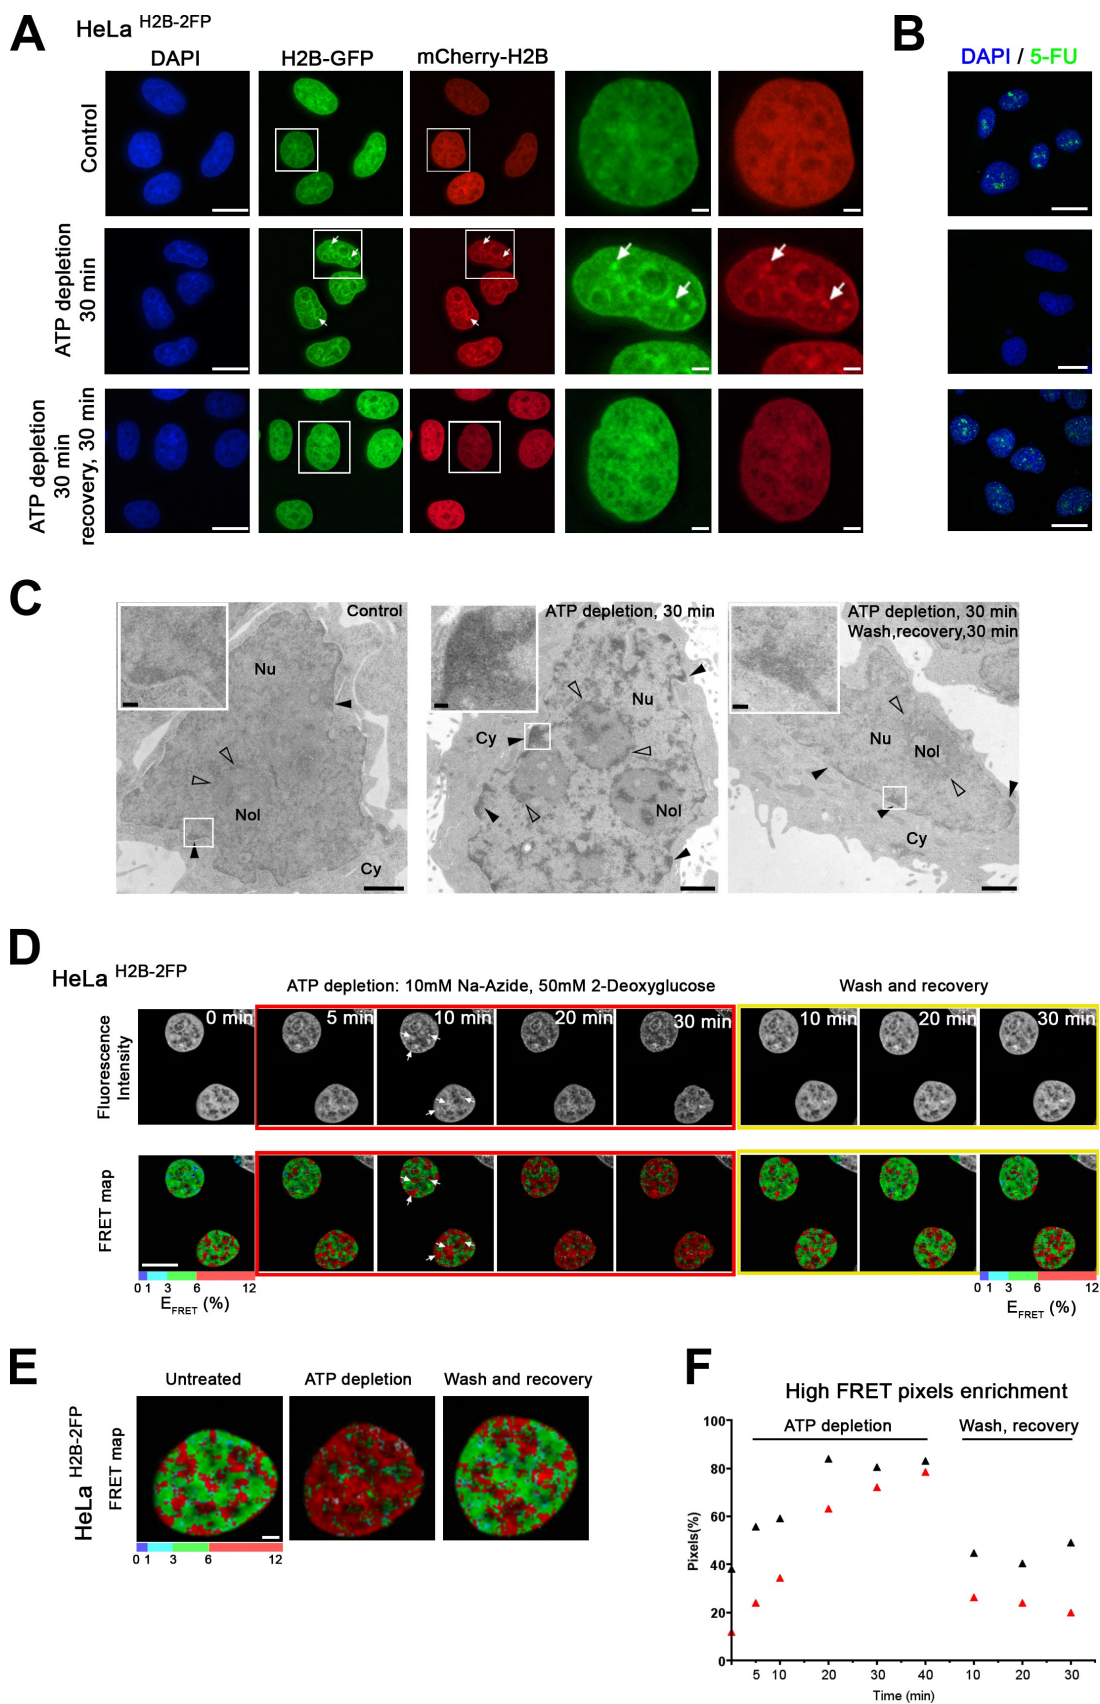 A
HeLa H2B-2FP
DAPI
H2B-GFP
mCherry-H2B
Control
ATP depletion
30 min
ATP depletion
30 min
recovery, 30 min
B
DAPI / 5-FU
C
Control
Nu
Nol
Cy
ATP depletion, 30 min
Nu
Cy
Nol
ATP depletion, 30 min
Wash,recovery,30 min
Nu
Nol
Cy
D
HeLa H2B-2FP
ATP depletion: 10mM Na-Azide, 50mM 2-Deoxyglucose
Wash and recovery
Fluorescence
Intensity
0 min
5 min
10 min
20 min
30 min
10 min
20 min
30 min
FRET map
0 1 3 6 12
EFRET (%)
0 1 3 6 12
EFRET (%)
E
Untreated
ATP depletion
Wash and recovery
HeLa H2B-2FP
FRET map
0 1 3 6 12
F
High FRET pixels enrichment
ATP depletion
Wash, recovery
Pixels(%)
100
80
60
40
20
0
5 10 20 30 40 10 20 30
Time (min)